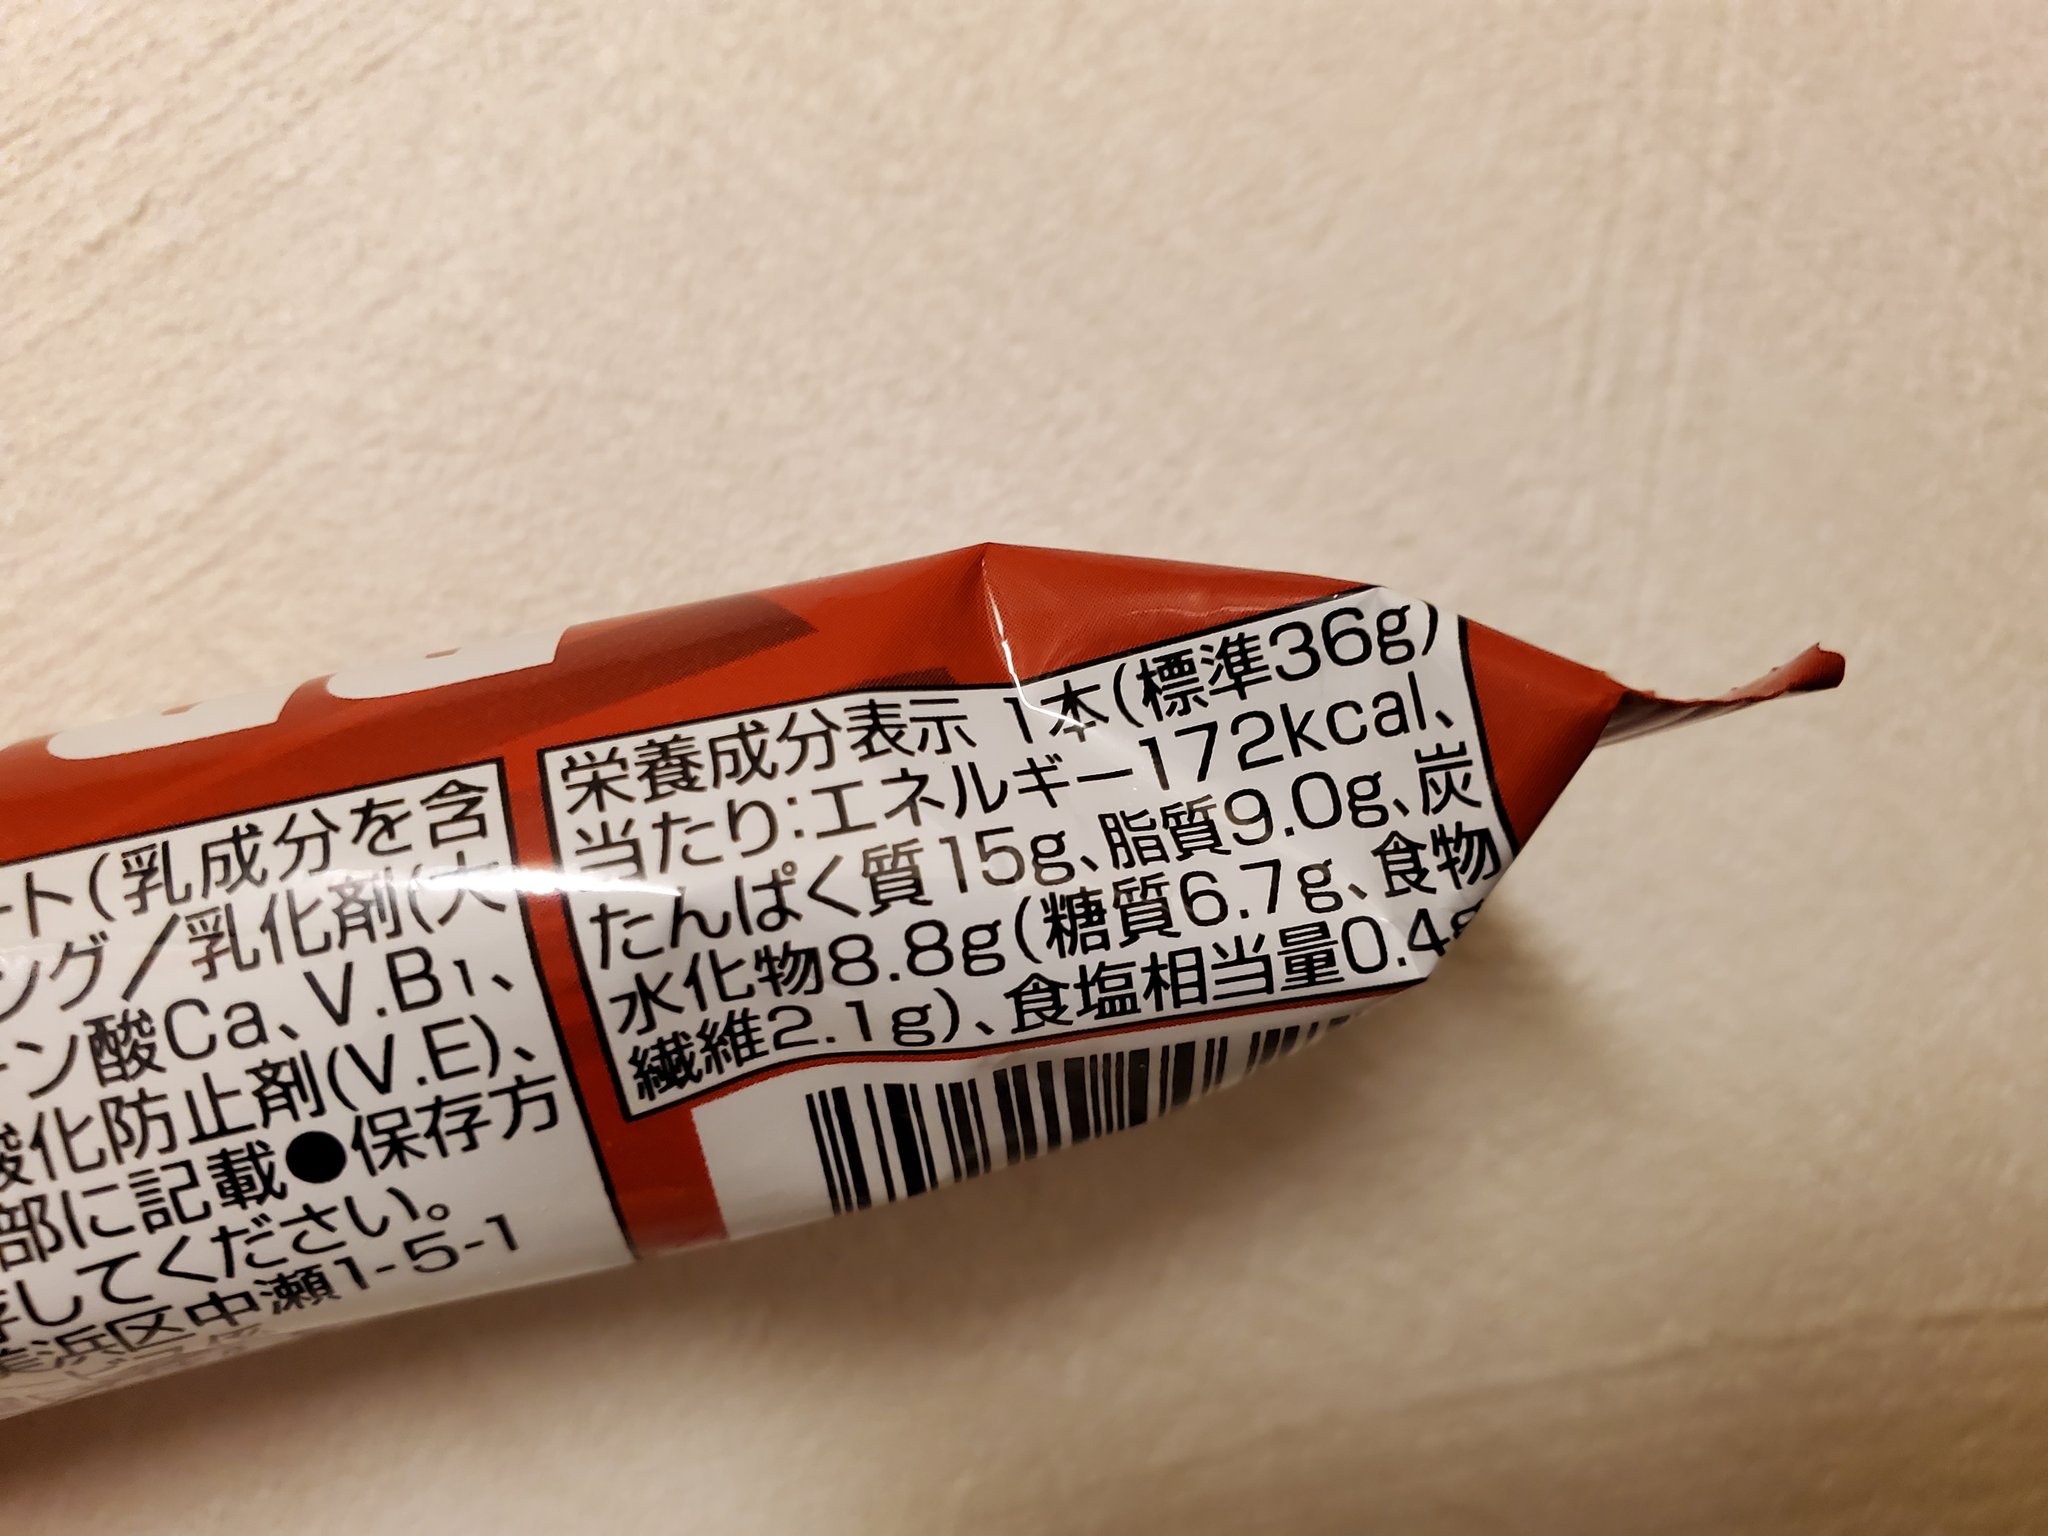 ート(乳成分を含
ング/乳化剤(大
ン酸Ca、V.B1、
酸化防止剤(V.E)、
部に記載●保存方
存してください。
美浜区中瀬1-5-1
栄養成分表示 1本(標準36g)
当たり:エネルギー172kcal、
たんぱく質15g、脂質9.0g、炭
水化物8.8g(糖質6.7g、食物
繊維2.1g)、食塩相当量0.4g